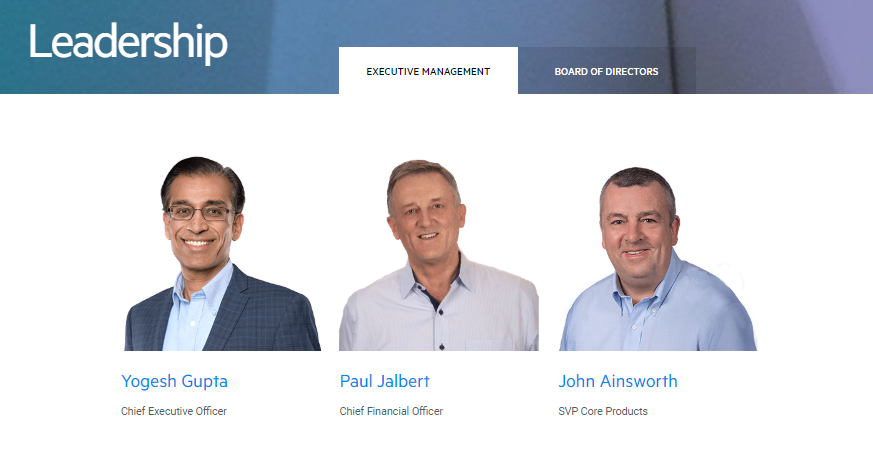 Leadership
EXECUTIVE MANAGEMENT
BOARD OF DIRECTORS
Yogesh Gupta
Paul Jalbert
John Ainsworth
Chief Executive Officer
Chief Financial Officer
SVP Core Products